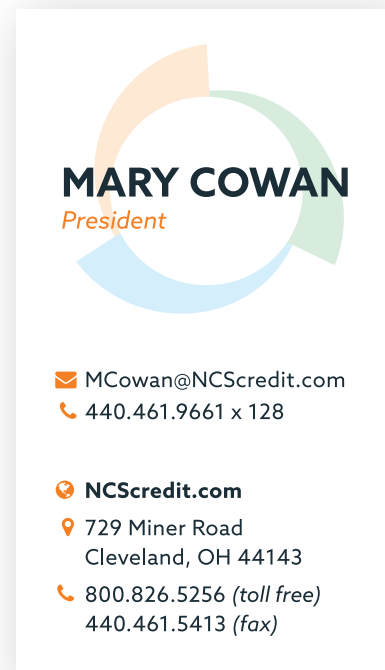 MARY COWAN
President
MCowan@NCScredit.com
440.461.9661 x 128
NCScredit.com
729 Miner Road
Cleveland, OH 44143
800.826.5256 (toll free)
440.461.5413 (fax)